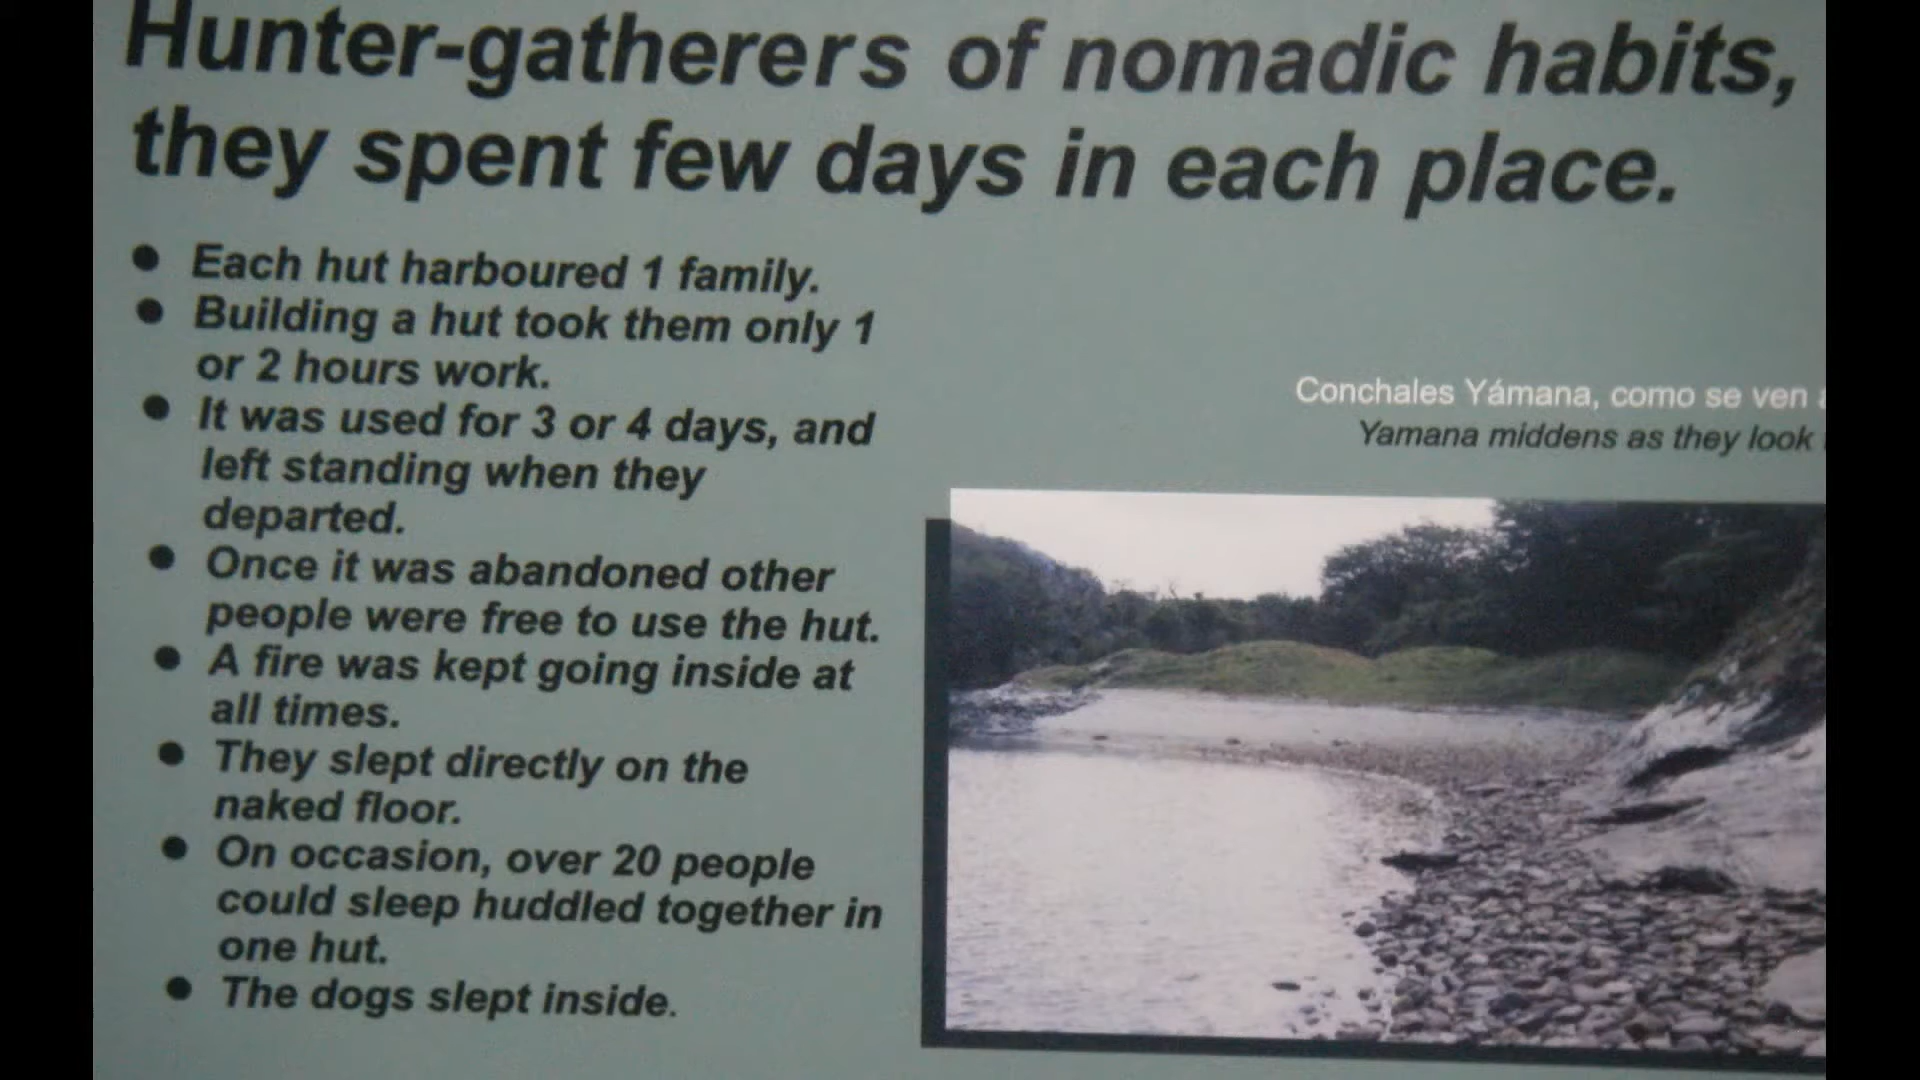 Hunter-gatherers of nomadic habits,
they spent few days in each place.
● Each hut harboured 1 family.
● Building a hut took them only 1
or 2 hours work.
● It was used for 3 or 4 days, and
left standing when they
departed.
● Once it was abandoned other
people were free to use the hut.
● A fire was kept going inside at
all times.
● They slept directly on the
naked floor.
● On occasion, over 20 people
could sleep huddled together in
one hut.
● The dogs slept inside.
Conchales Yámana, como se ven
Yamana middens as they look